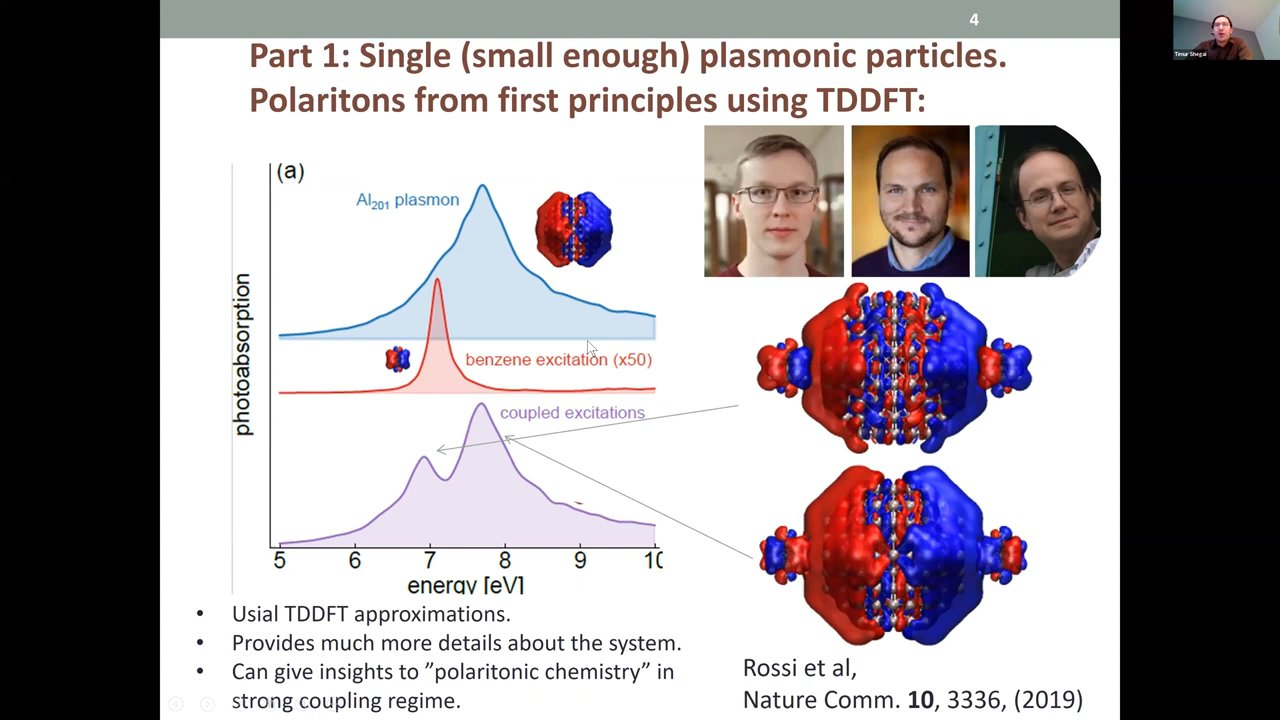 4
Timur Shegai
Part 1: Single (small enough) plasmonic particles.
Polaritons from first principles using TDDFT:
(a)
Al201 plasmon
benzene excitation (x50)
coupled excitations
photoabsorption
5 6 7 8 9 10
energy [eV]
• Usial TDDFT approximations.
• Provides much more details about the system.
• Can give insights to ”polaritonic chemistry” in
strong coupling regime.
Rossi et al,
Nature Comm. 10, 3336, (2019)